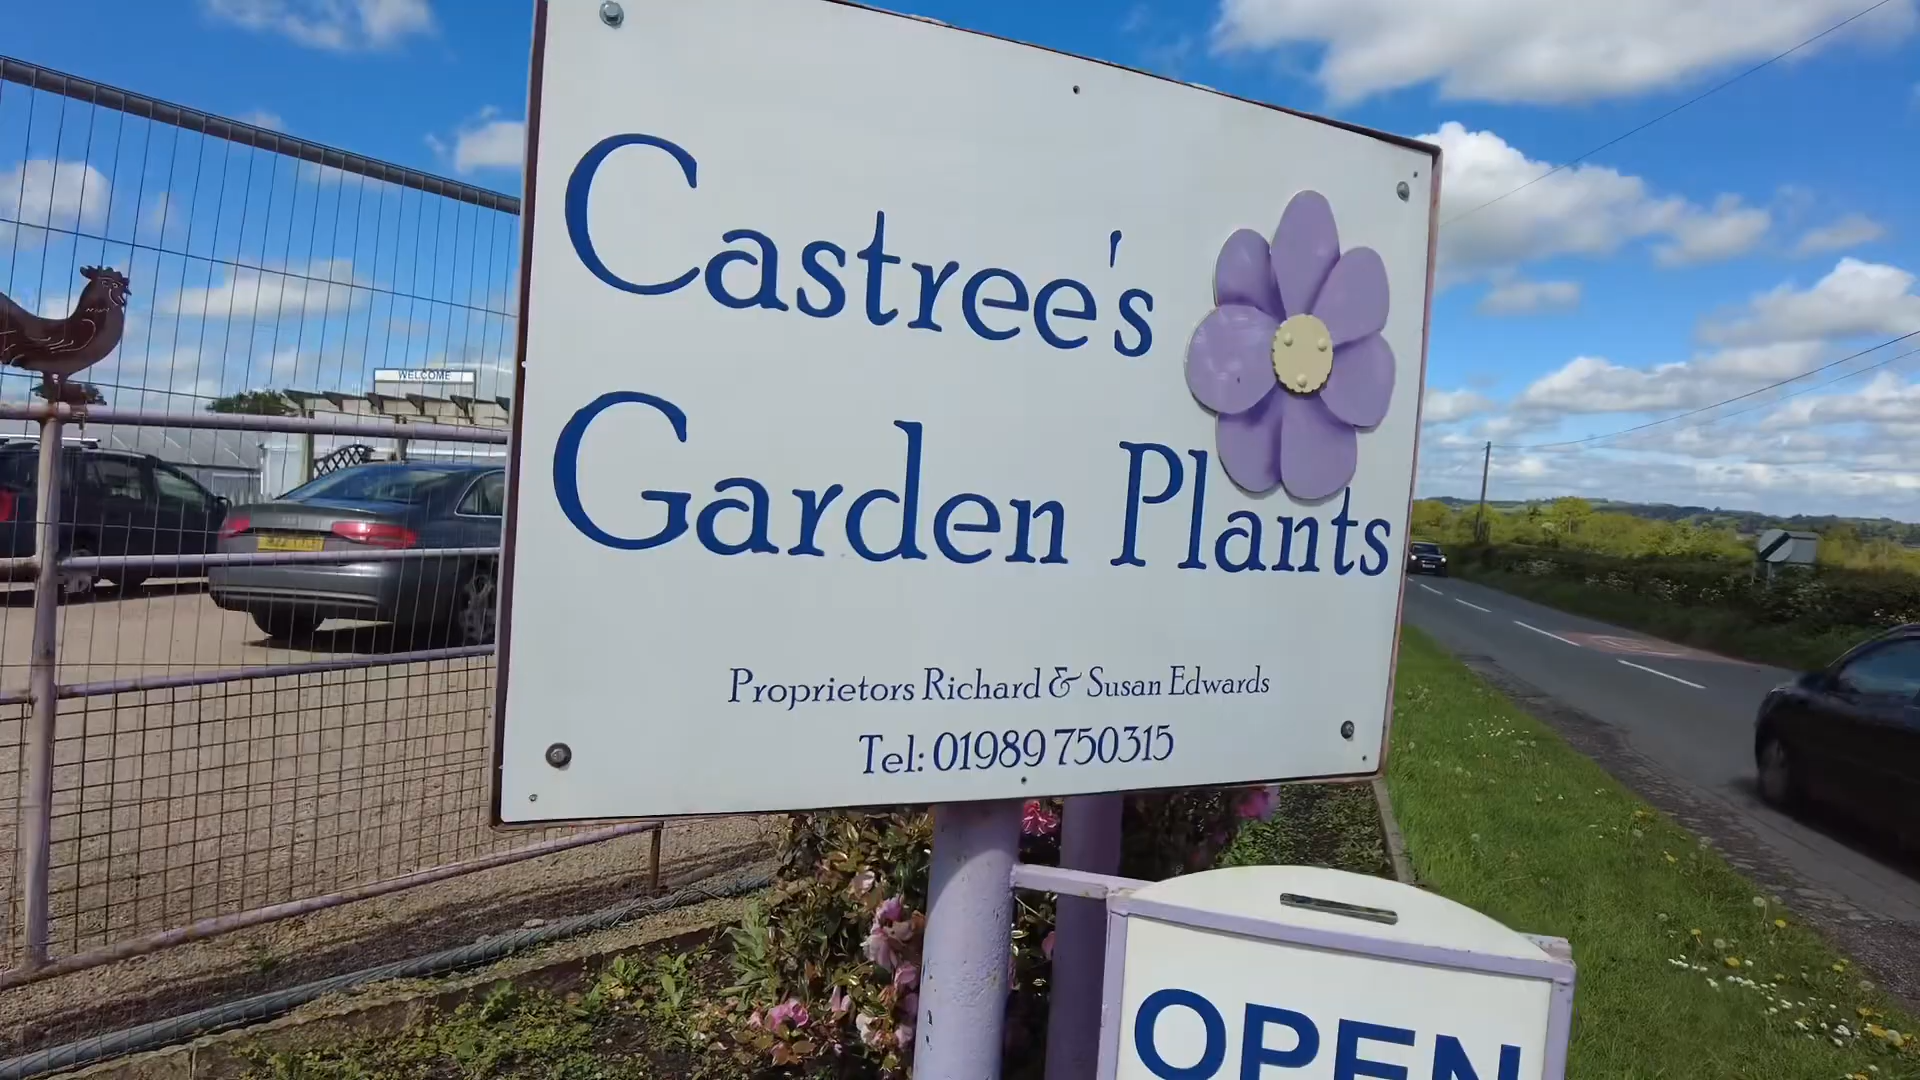 WELCOME
Castree's
Garden Plants
Proprietors Richard & Susan Edwards
Tel: 01989 750315
OPEN